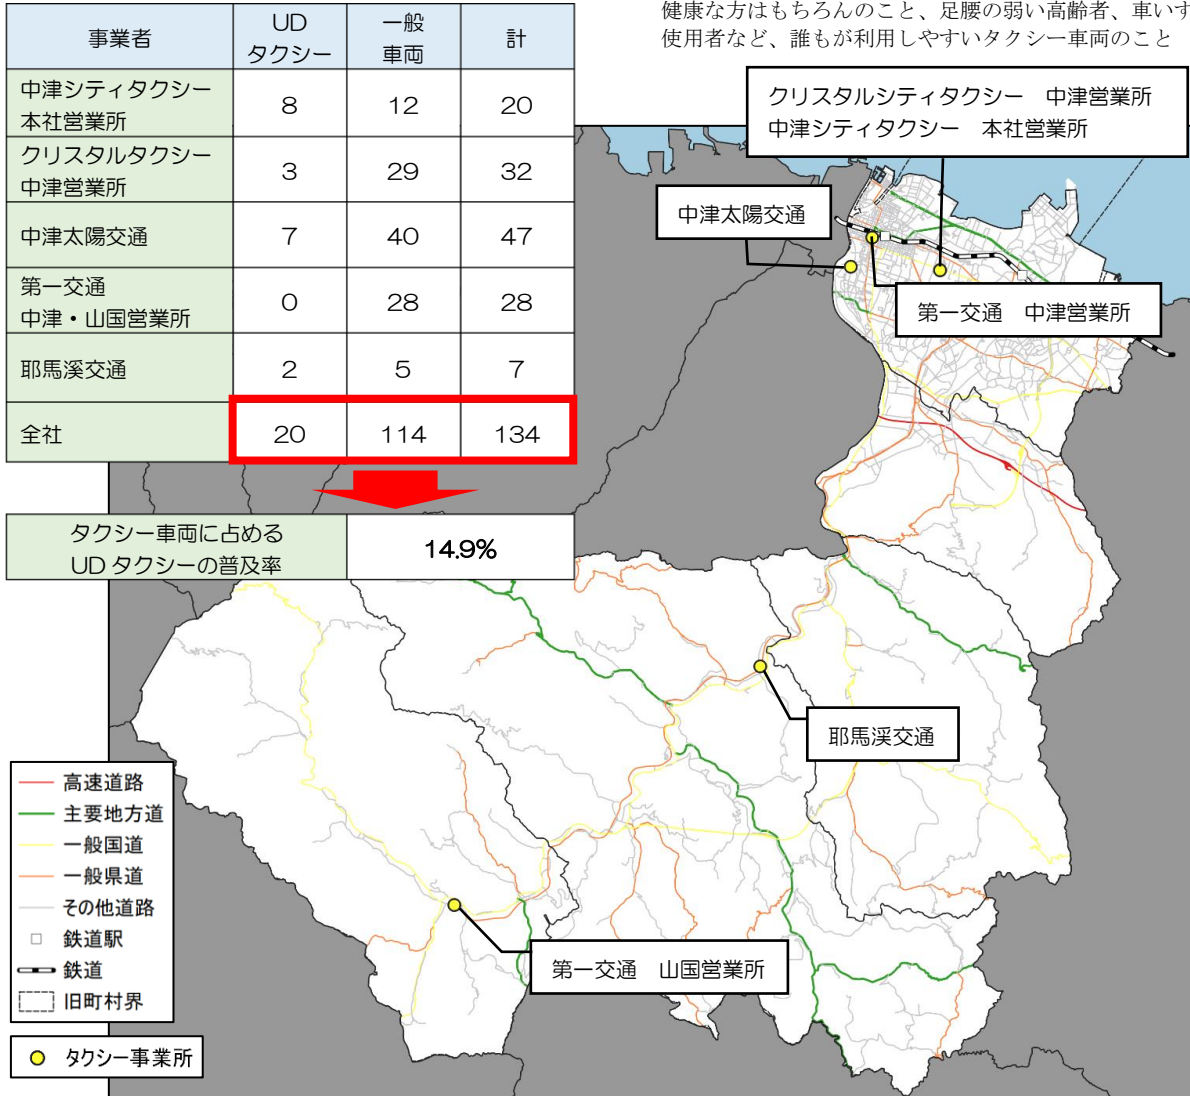 健康な方はもちろんのこと、足腰の弱い高齢者、車いす
使用者など、誰もが利用しやすいタクシー車両のこと
事業者 UDタクシー 一般車両 計
中津シティタクシー本社営業所 8 12 20
クリスタルタクシー中津営業所 3 29 32
中津太陽交通 7 40 47
第一交通中津・山国営業所 0 28 28
耶馬溪交通 2 5 7
全社 20 114 134
タクシー車両に占める
UDタクシーの普及率
14.9%
クリスタルシティタクシー 中津営業所
中津シティタクシー 本社営業所
中津太陽交通
第一交通 中津営業所
耶馬渓交通
第一交通 山国営業所
高速道路
主要地方道
一般国道
一般県道
その他道路
鉄道駅
鉄道
旧町村界
タクシー事業所